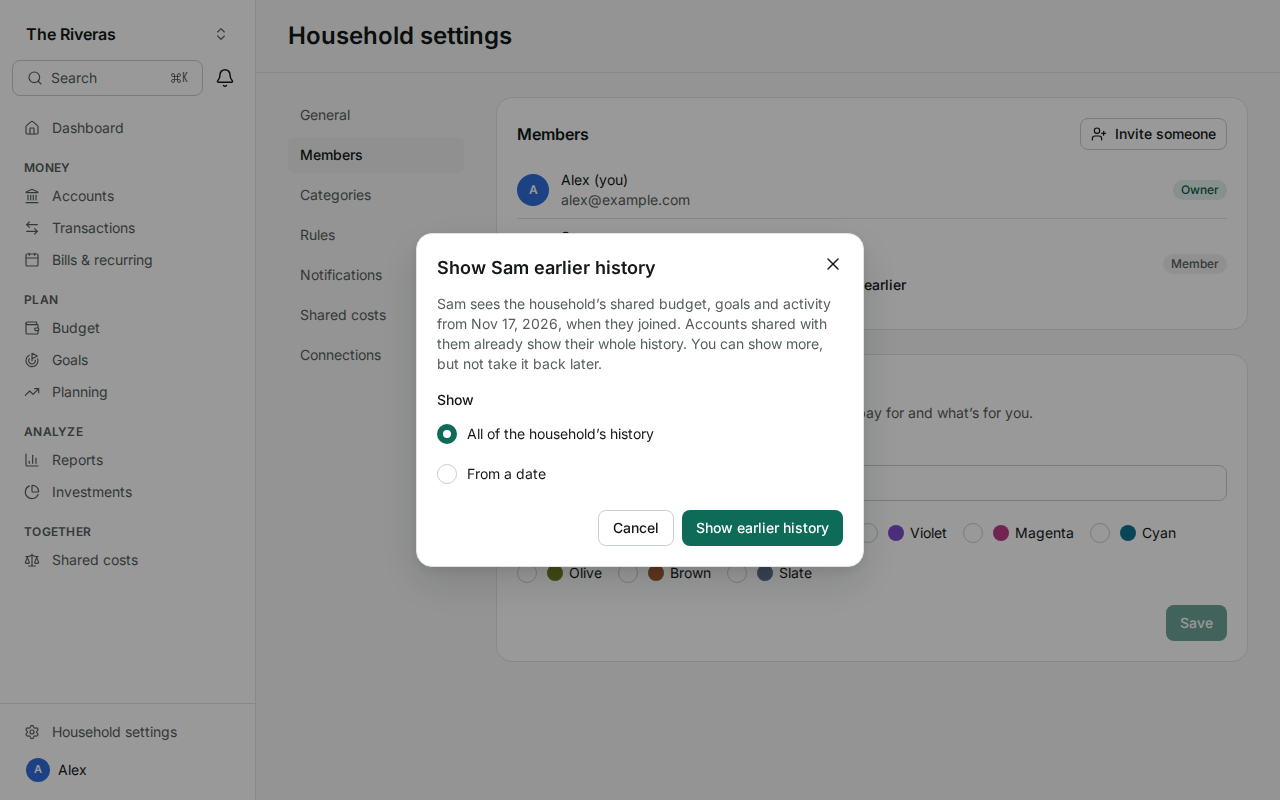 The Riveras
Search ⌘K
Dashboard
MONEY
Accounts
Transactions
Bills & recurring
PLAN
Budget
Goals
Planning
ANALYZE
Reports
Investments
TOGETHER
Shared costs
Household settings
A Alex
Household settings
General
Members
Categories
Rules
Notifications
Shared costs
Connections
Members
Invite someone
A
Alex (you)
alex@example.com
Owner
Member
earlier
Show Sam earlier history
Sam sees the household’s shared budget, goals and activity
from Nov 17, 2026, when they joined. Accounts shared with
them already show their whole history. You can show more,
but not take it back later.
Show
All of the household’s history
From a date
Cancel
Show earlier history
pay for and what’s for you.
Violet
Magenta
Cyan
Olive
Brown
Slate
Save